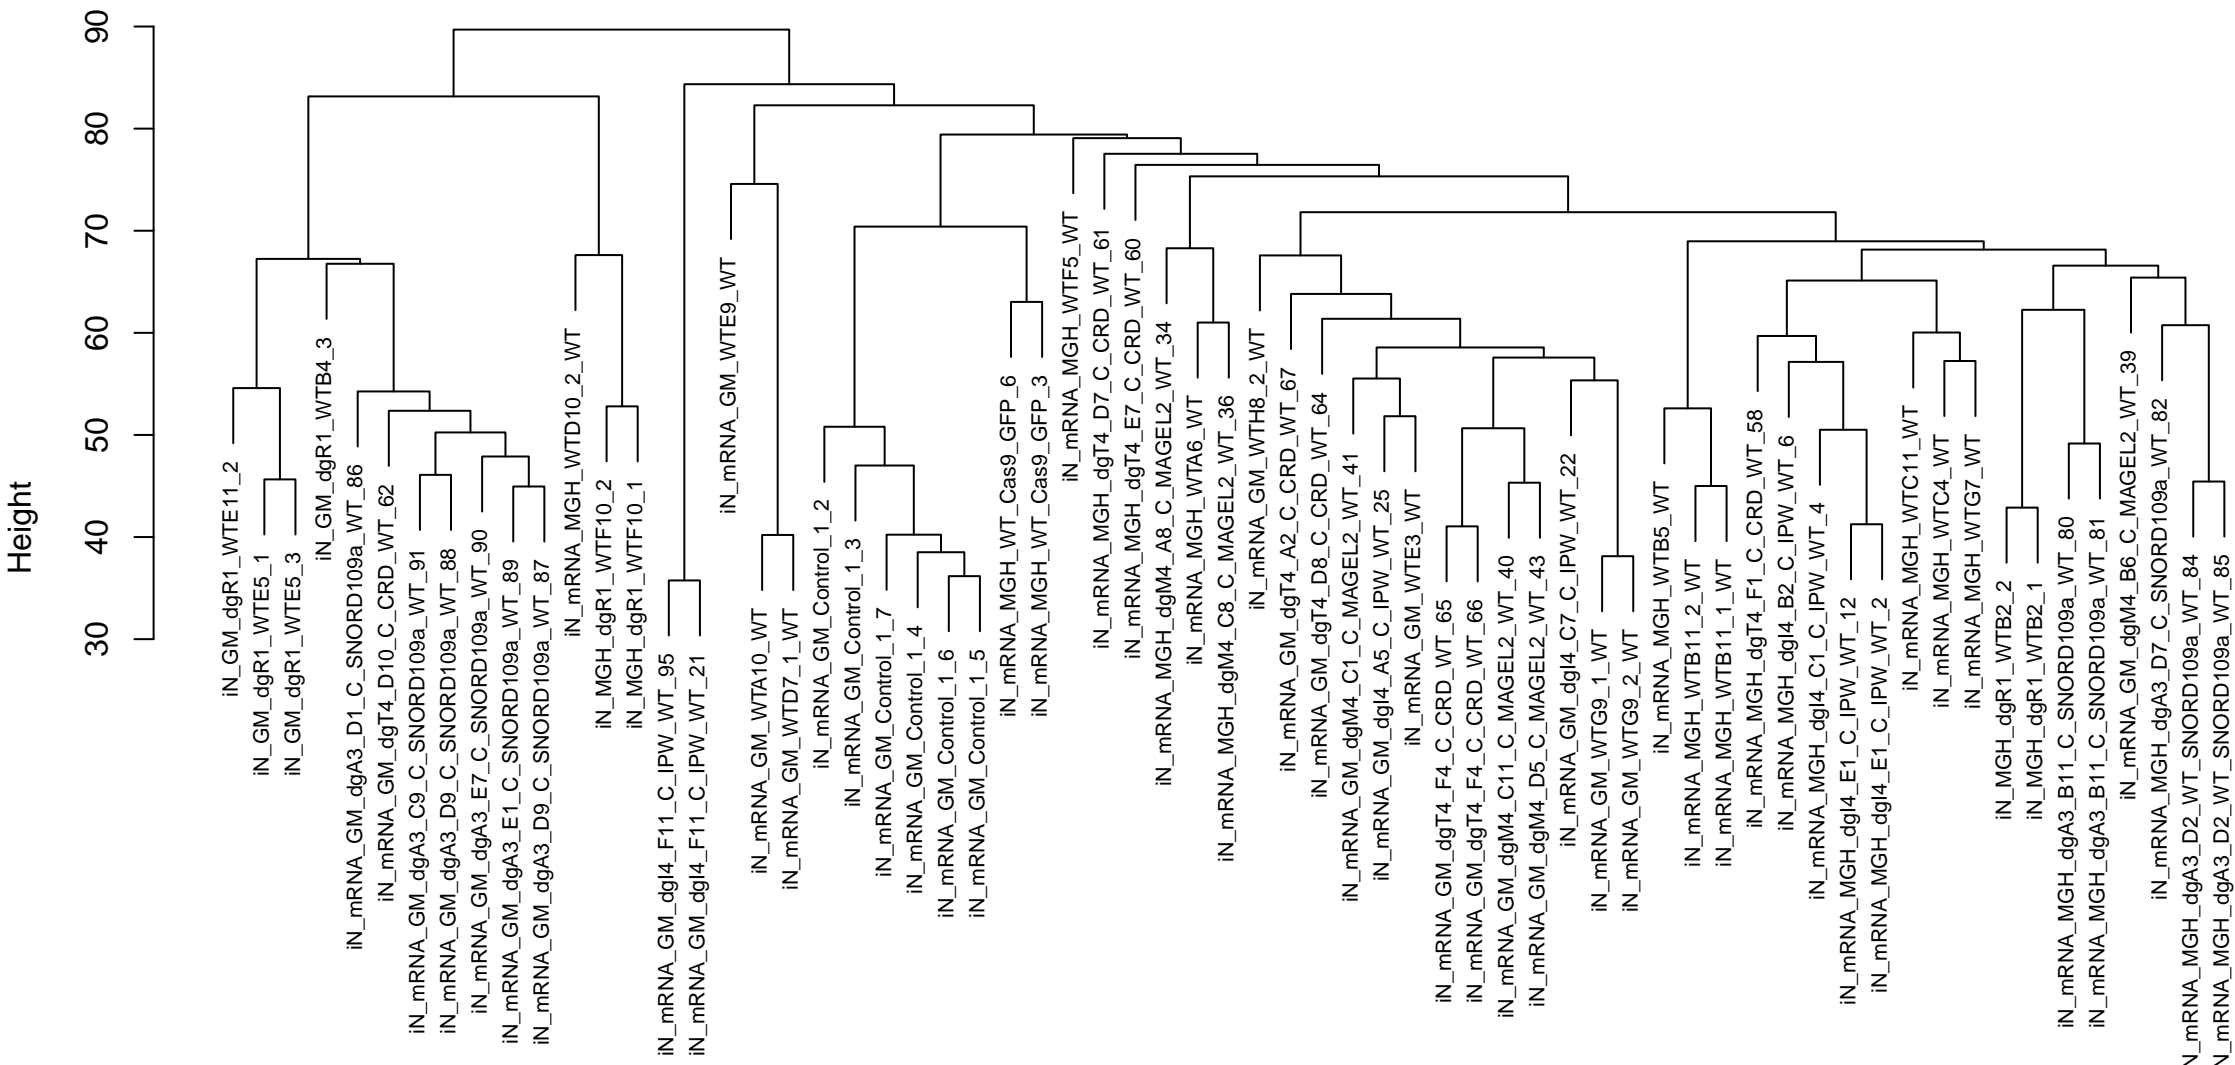 Height
90
80
70
60
50
40
30
iN_GM_dgR1_WTE11_2
iN_GM_dgR1_WTE5_1
iN_GM_dgR1_WTE5_3
iN_GM_dgR1_WTB4_3
iN_mRNA_GM_dgA3_D1_C_SNORD109a_WT_86
iN_mRNA_GM_dgT4_D10_C_CRD_WT_62
iN_mRNA_GM_dgA3_C9_C_SNORD109a_WT_91
iN_mRNA_GM_dgA3_D9_C_SNORD109a_WT_88
iN_mRNA_GM_dgA3_E7_C_SNORD109a_WT_90
iN_mRNA_GM_dgA3_E1_C_SNORD109a_WT_89
iN_mRNA_GM_dgA3_D9_C_SNORD109a_WT_87
iN_mRNA_MGH_WTD10_2_WT
iN_MGH_dgR1_WTF10_2
iN_MGH_dgR1_WTF10_1
iN_mRNA_GM_dgI4_F11_C_IPW_WT_95
iN_mRNA_GM_dgI4_F11_C_IPW_WT_21
iN_mRNA_GM_WTE9_WT
iN_mRNA_GM_WTA10_WT
iN_mRNA_GM_WTD7_1_WT
iN_mRNA_GM_Control_1_2
iN_mRNA_GM_Control_1_3
iN_mRNA_GM_Control_1_7
iN_mRNA_GM_Control_1_4
iN_mRNA_GM_Control_1_6
iN_mRNA_GM_Control_1_5
iN_mRNA_MGH_WT_Cas9_GFP_6
iN_mRNA_MGH_WT_Cas9_GFP_3
iN_mRNA_MGH_WTF5_WT
iN_mRNA_MGH_dgT4_D7_C_CRD_WT_61
iN_mRNA_MGH_dgT4_E7_C_CRD_WT_60
iN_mRNA_MGH_dgM4_A8_C_MAGEL2_WT_34
iN_mRNA_MGH_WTA6_WT
iN_mRNA_MGH_dgM4_C8_C_MAGEL2_WT_36
iN_mRNA_GM_WTH8_2_WT
iN_mRNA_GM_dgT4_A2_C_CRD_WT_67
iN_mRNA_GM_dgT4_D8_C_CRD_WT_64
iN_mRNA_GM_dgM4_C1_C_MAGEL2_WT_41
iN_mRNA_GM_dgI4_A5_C_IPW_WT_25
iN_mRNA_GM_WTE3_WT
iN_mRNA_GM_dgT4_F4_C_CRD_WT_65
iN_mRNA_GM_dgT4_F4_C_CRD_WT_66
iN_mRNA_GM_dgM4_C11_C_MAGEL2_WT_40
iN_mRNA_GM_dgM4_D5_C_MAGEL2_WT_43
iN_mRNA_GM_dgI4_C7_C_IPW_WT_22
iN_mRNA_GM_WTG9_1_WT
iN_mRNA_GM_WTG9_2_WT
iN_mRNA_MGH_WTB5_WT
iN_mRNA_MGH_WTB11_2_WT
iN_mRNA_MGH_WTB11_1_WT
iN_mRNA_MGH_dgT4_F1_C_CRD_WT_58
iN_mRNA_MGH_dgI4_B2_C_IPW_WT_6
iN_mRNA_MGH_dgI4_C1_C_IPW_WT_4
iN_mRNA_MGH_dgI4_E1_C_IPW_WT_12
iN_mRNA_MGH_dgI4_E1_C_IPW_WT_2
iN_mRNA_MGH_WTC11_WT
iN_mRNA_MGH_WTC4_WT
iN_mRNA_MGH_WTG7_WT
iN_MGH_dgR1_WTB2_2
iN_MGH_dgR1_WTB2_1
iN_mRNA_MGH_dgA3_B11_C_SNORD109a_WT_80
iN_mRNA_MGH_dgA3_B11_C_SNORD109a_WT_81
iN_mRNA_GM_dgM4_B6_C_MAGEL2_WT_39
iN_mRNA_MGH_dgA3_D7_C_SNORD109a_WT_82
N_mRNA_MGH_dgA3_D2_WT_SNORD109a_WT_84
N_mRNA_MGH_dgA3_D2_WT_SNORD109a_WT_85